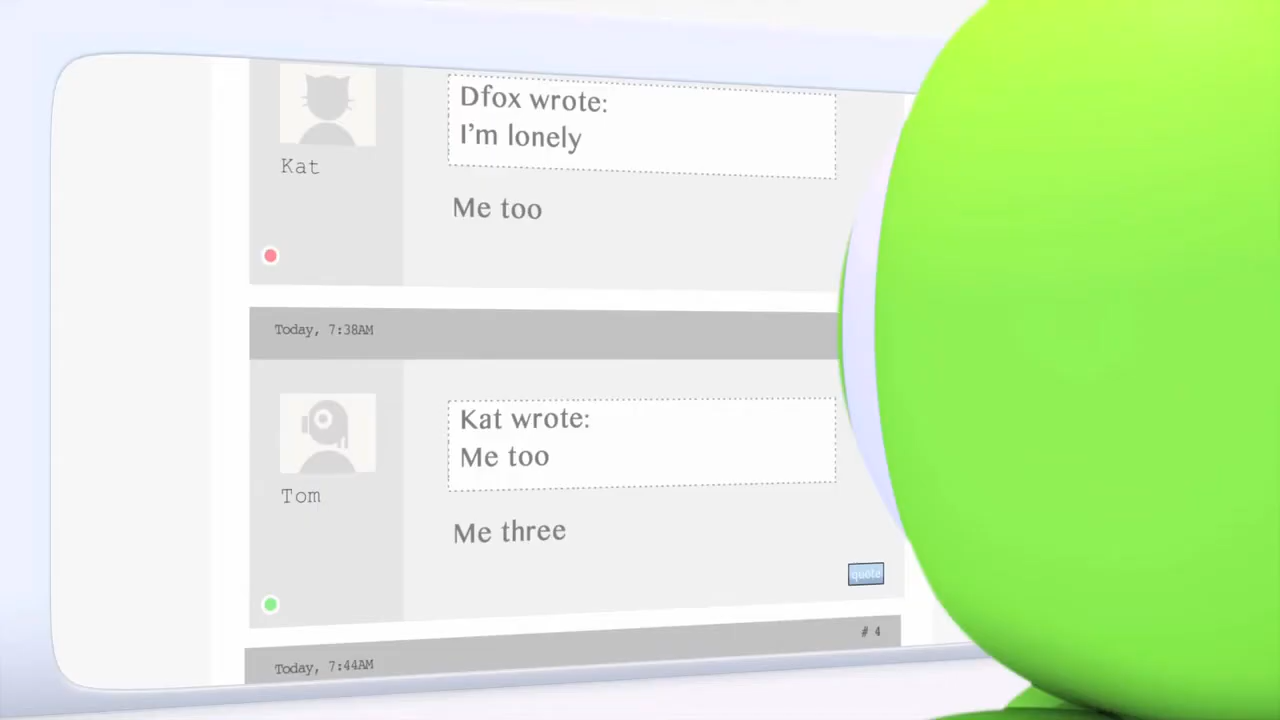 Dfox wrote:
I'm lonely
Kat
Me too
Today, 7:38AM
Kat wrote:
Me too
Tom
Me three
quote
# 4
Today, 7:44AM